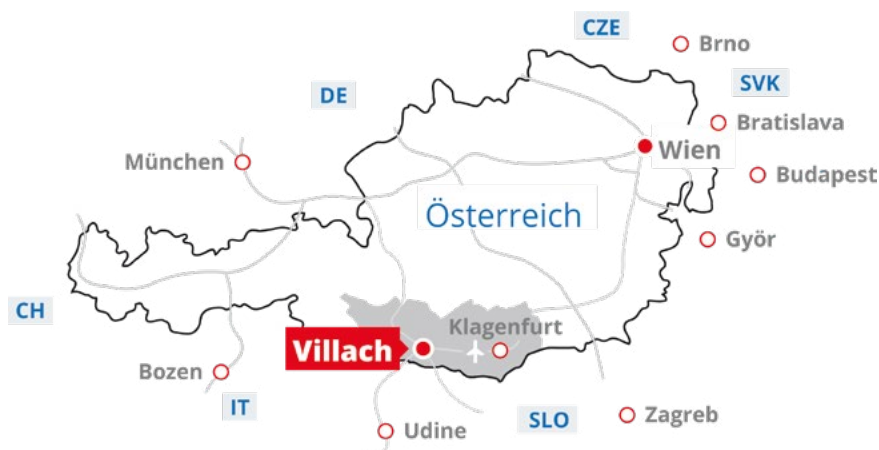 CZE
Brno
SVK
DE
Bratislava
München
Wien
Budapest
Österreich
Györ
CH
Klagenfurt
Villach
Bozen
IT
SLO
Zagreb
Udine